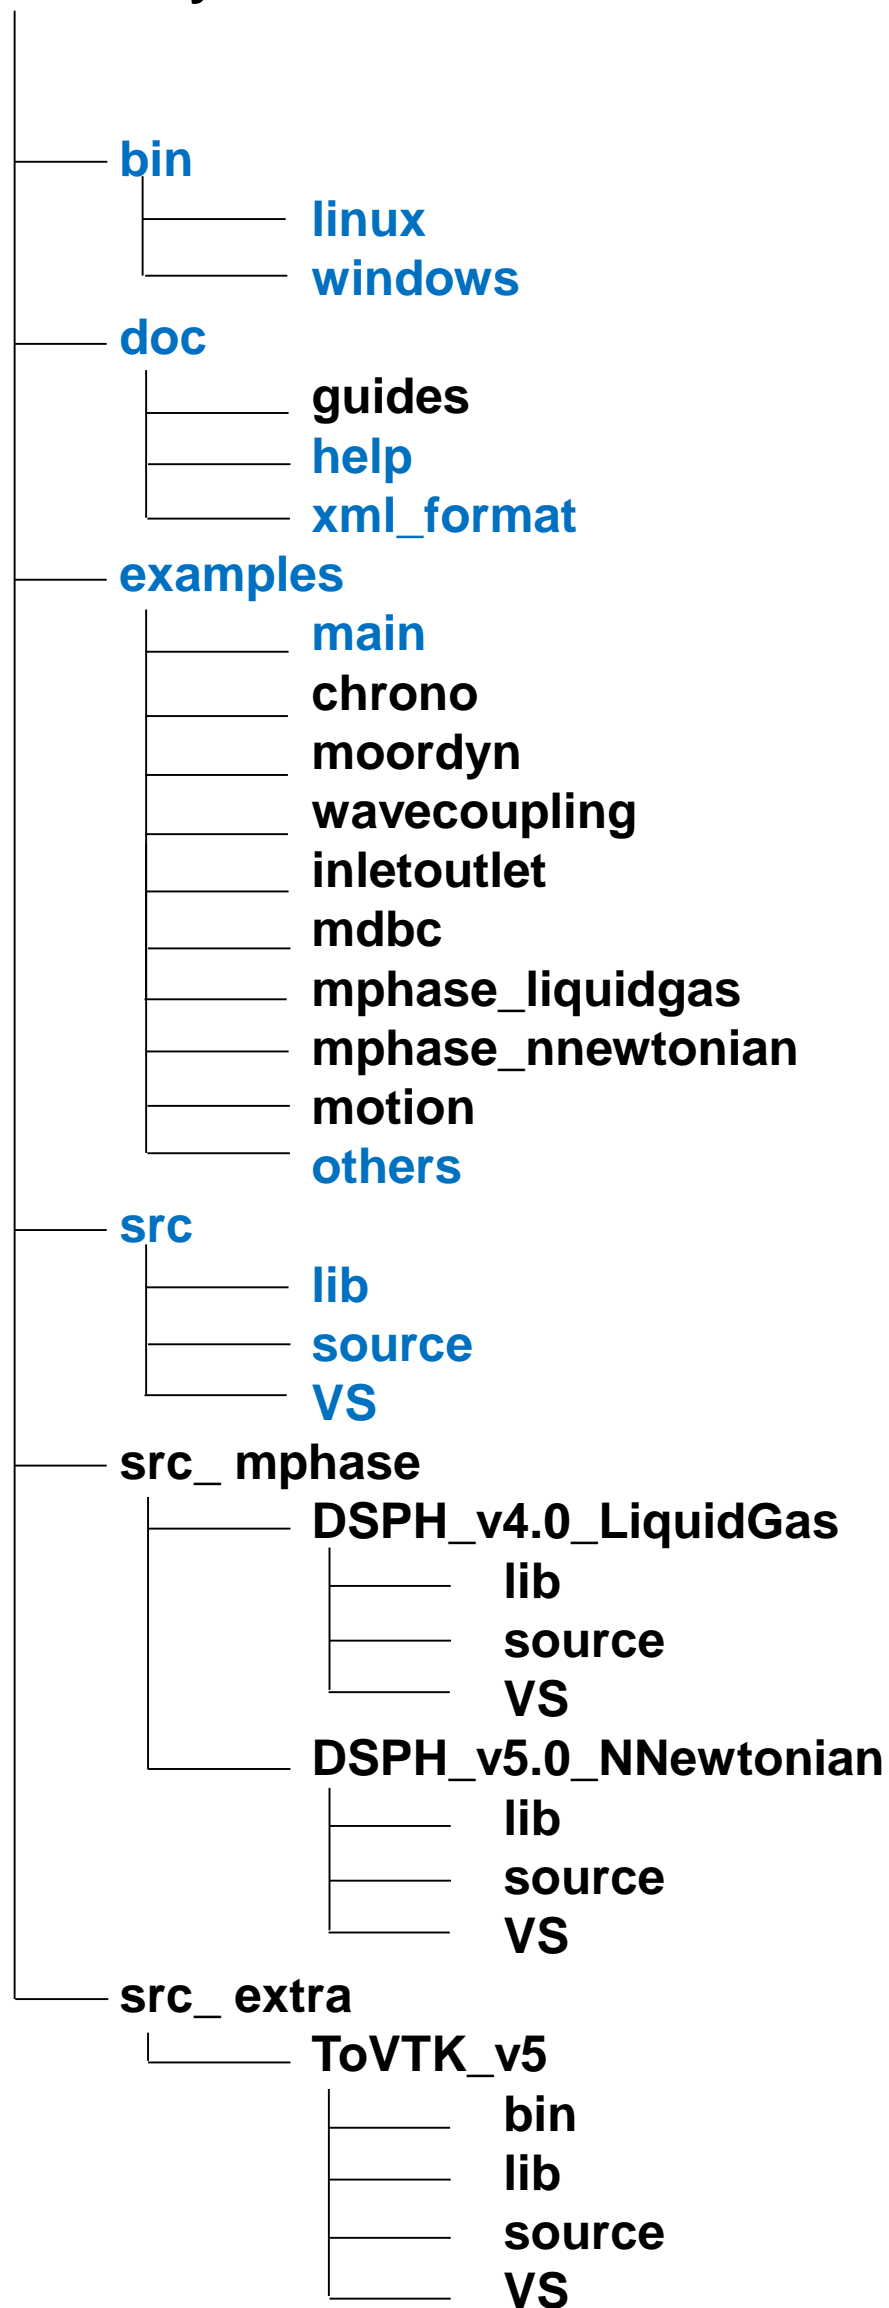 bin
linux
windows
doc
guides
help
xml_format
examples
main
chrono
moordyn
wavecoupling
inletoutlet
mdbc
mphase_liquidgas
mphase_nnewtonian
motion
others
src
lib
source
VS
src_ mphase
DSPH_v4.0_LiquidGas
lib
source
VS
DSPH_v5.0_NNewtonian
lib
source
VS
src_ extra
ToVTK_v5
bin
lib
source
VS